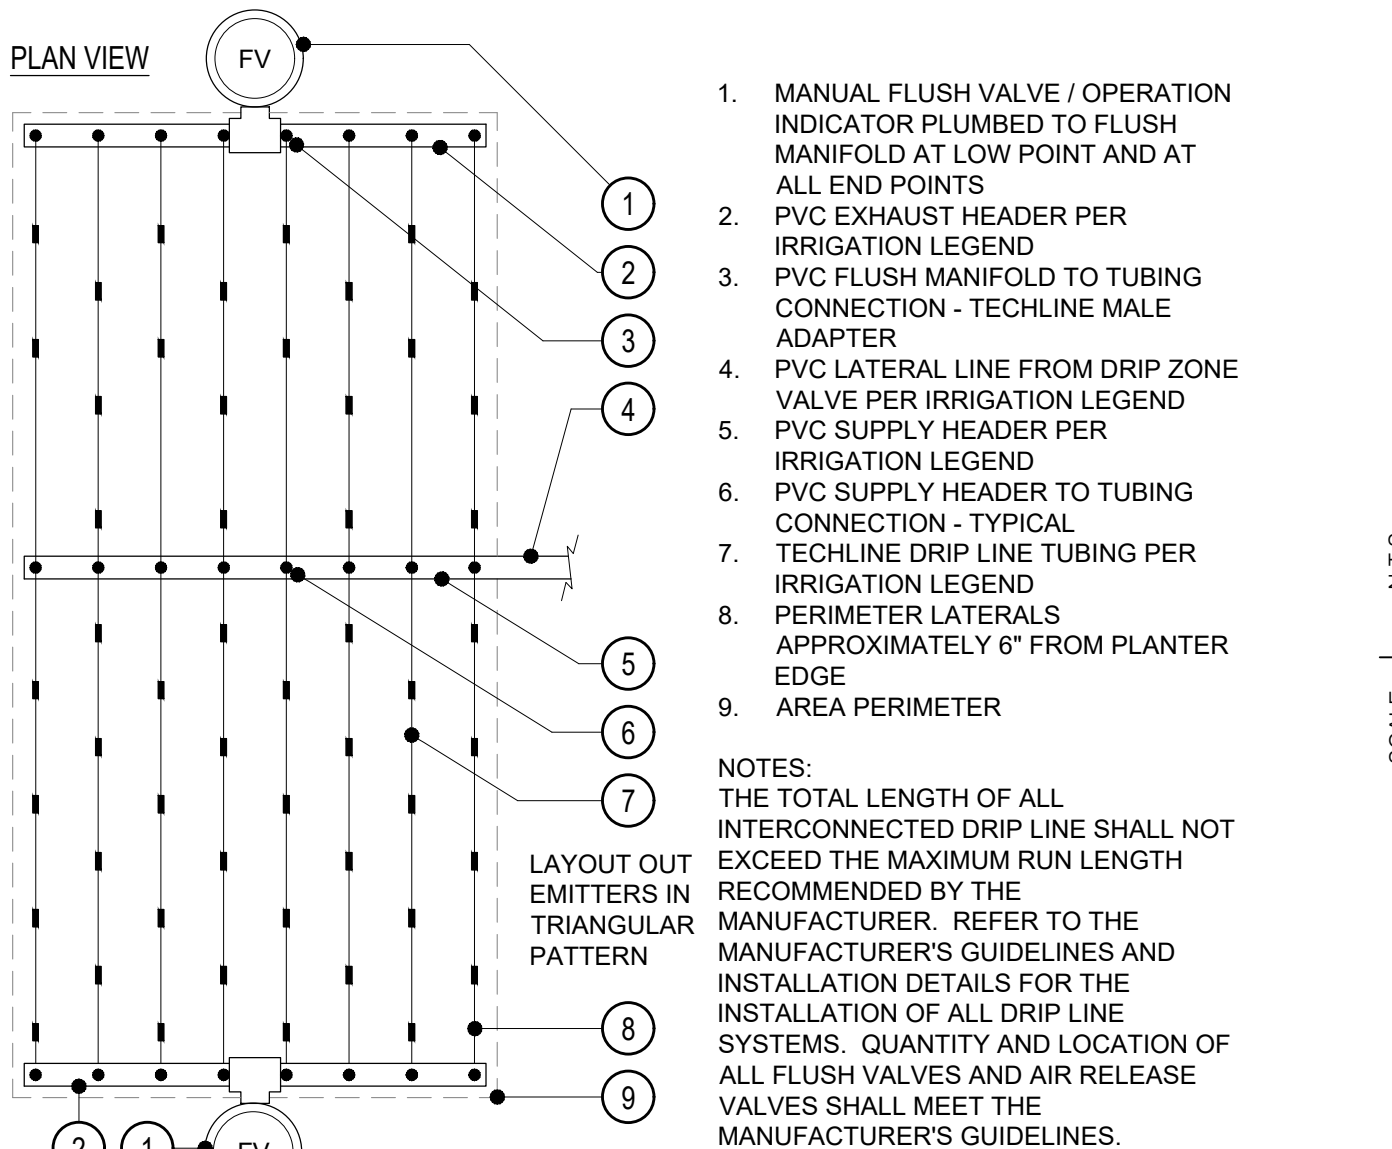 PLAN VIEW
FV
1
2
3
4
5
6
7
LAYOUT OUT
EMITTERS IN
TRIANGULAR
PATTERN
8
9
2
1
FV
1. MANUAL FLUSH VALVE / OPERATION
INDICATOR PLUMBED TO FLUSH
MANIFOLD AT LOW POINT AND AT
ALL END POINTS
2. PVC EXHAUST HEADER PER
IRRIGATION LEGEND
3. PVC FLUSH MANIFOLD TO TUBING
CONNECTION - TECHLINE MALE
ADAPTER
4. PVC LATERAL LINE FROM DRIP ZONE
VALVE PER IRRIGATION LEGEND
5. PVC SUPPLY HEADER PER
IRRIGATION LEGEND
6. PVC SUPPLY HEADER TO TUBING
CONNECTION - TYPICAL
7. TECHLINE DRIP LINE TUBING PER
IRRIGATION LEGEND
8. PERIMETER LATERALS
APPROXIMATELY 6" FROM PLANTER
EDGE
9. AREA PERIMETER
NOTES:
THE TOTAL LENGTH OF ALL
INTERCONNECTED DRIP LINE SHALL NOT
EXCEED THE MAXIMUM RUN LENGTH
RECOMMENDED BY THE
MANUFACTURER. REFER TO THE
MANUFACTURER'S GUIDELINES AND
INSTALLATION DETAILS FOR THE
INSTALLATION OF ALL DRIP LINE
SYSTEMS. QUANTITY AND LOCATION OF
ALL FLUSH VALVES AND AIR RELEASE
VALVES SHALL MEET THE
MANUFACTURER'S GUIDELINES.